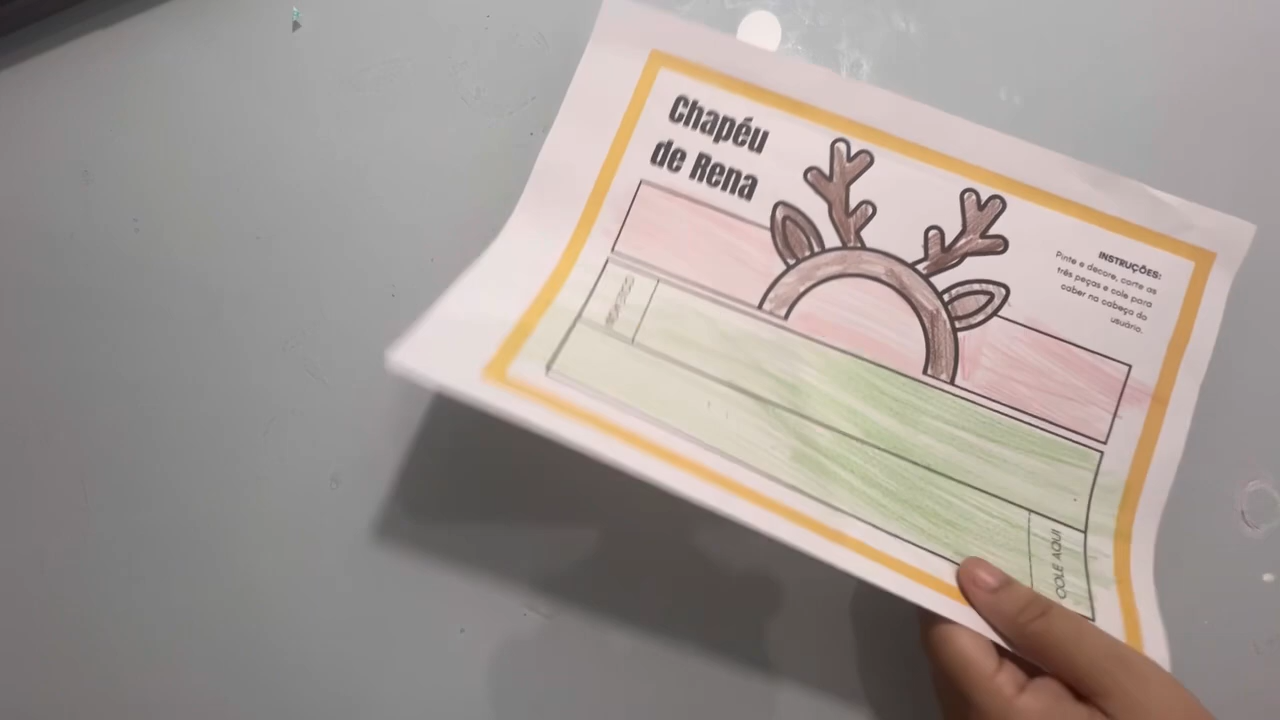 Chapéu
de Rena
INSTRUÇÕES:
Pinte e decore, corte as
três peças e cole para
caber na cabeça do
usuário.
COLE AQUI